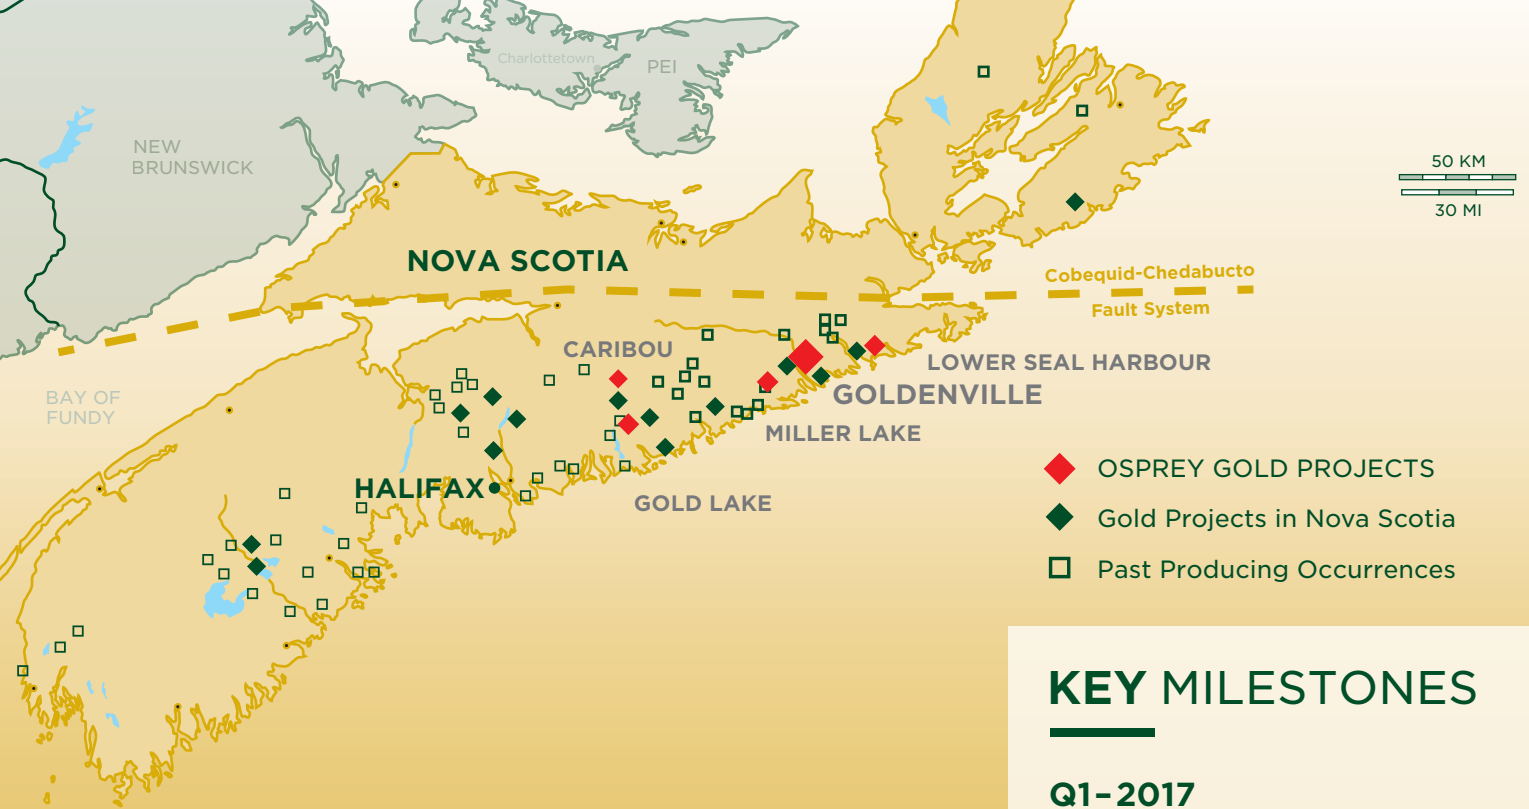 Charlottetown
PEI
NEW
BRUNSWICK
50 KM
30 MI
NOVA SCOTIA
Cobequid-Chedabucto
Fault System
CARIBOU
LOWER SEAL HARBOUR
GOLDENVILLE
BAY OF
FUNDY
MILLER LAKE
HALIFAX
GOLD LAKE
OSPREY GOLD PROJECTS
Gold Projects in Nova Scotia
Past Producing Occurrences
KEY MILESTONES
Q1–2017